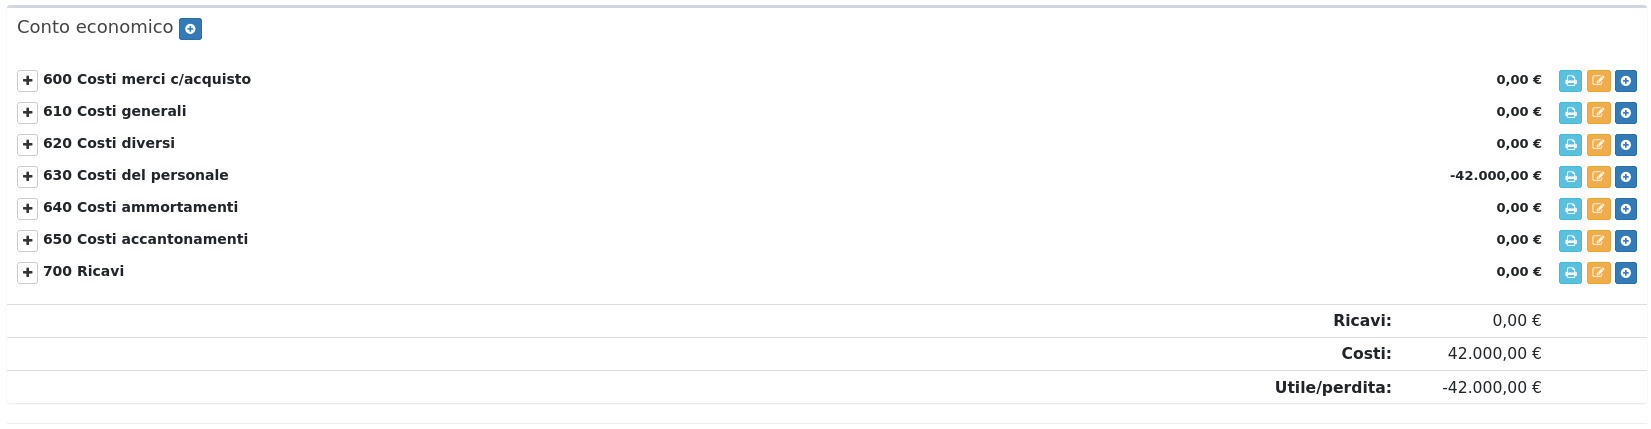 Conto economico
600 Costi merci c/acquisto 0,00 €
610 Costi generali 0,00 €
620 Costi diversi 0,00 €
630 Costi del personale -42.000,00 €
640 Costi ammortamenti 0,00 €
650 Costi accantonamenti 0,00 €
700 Ricavi 0,00 €
Ricavi: 0,00 €
Costi: 42.000,00 €
Utile/perdita: -42.000,00 €